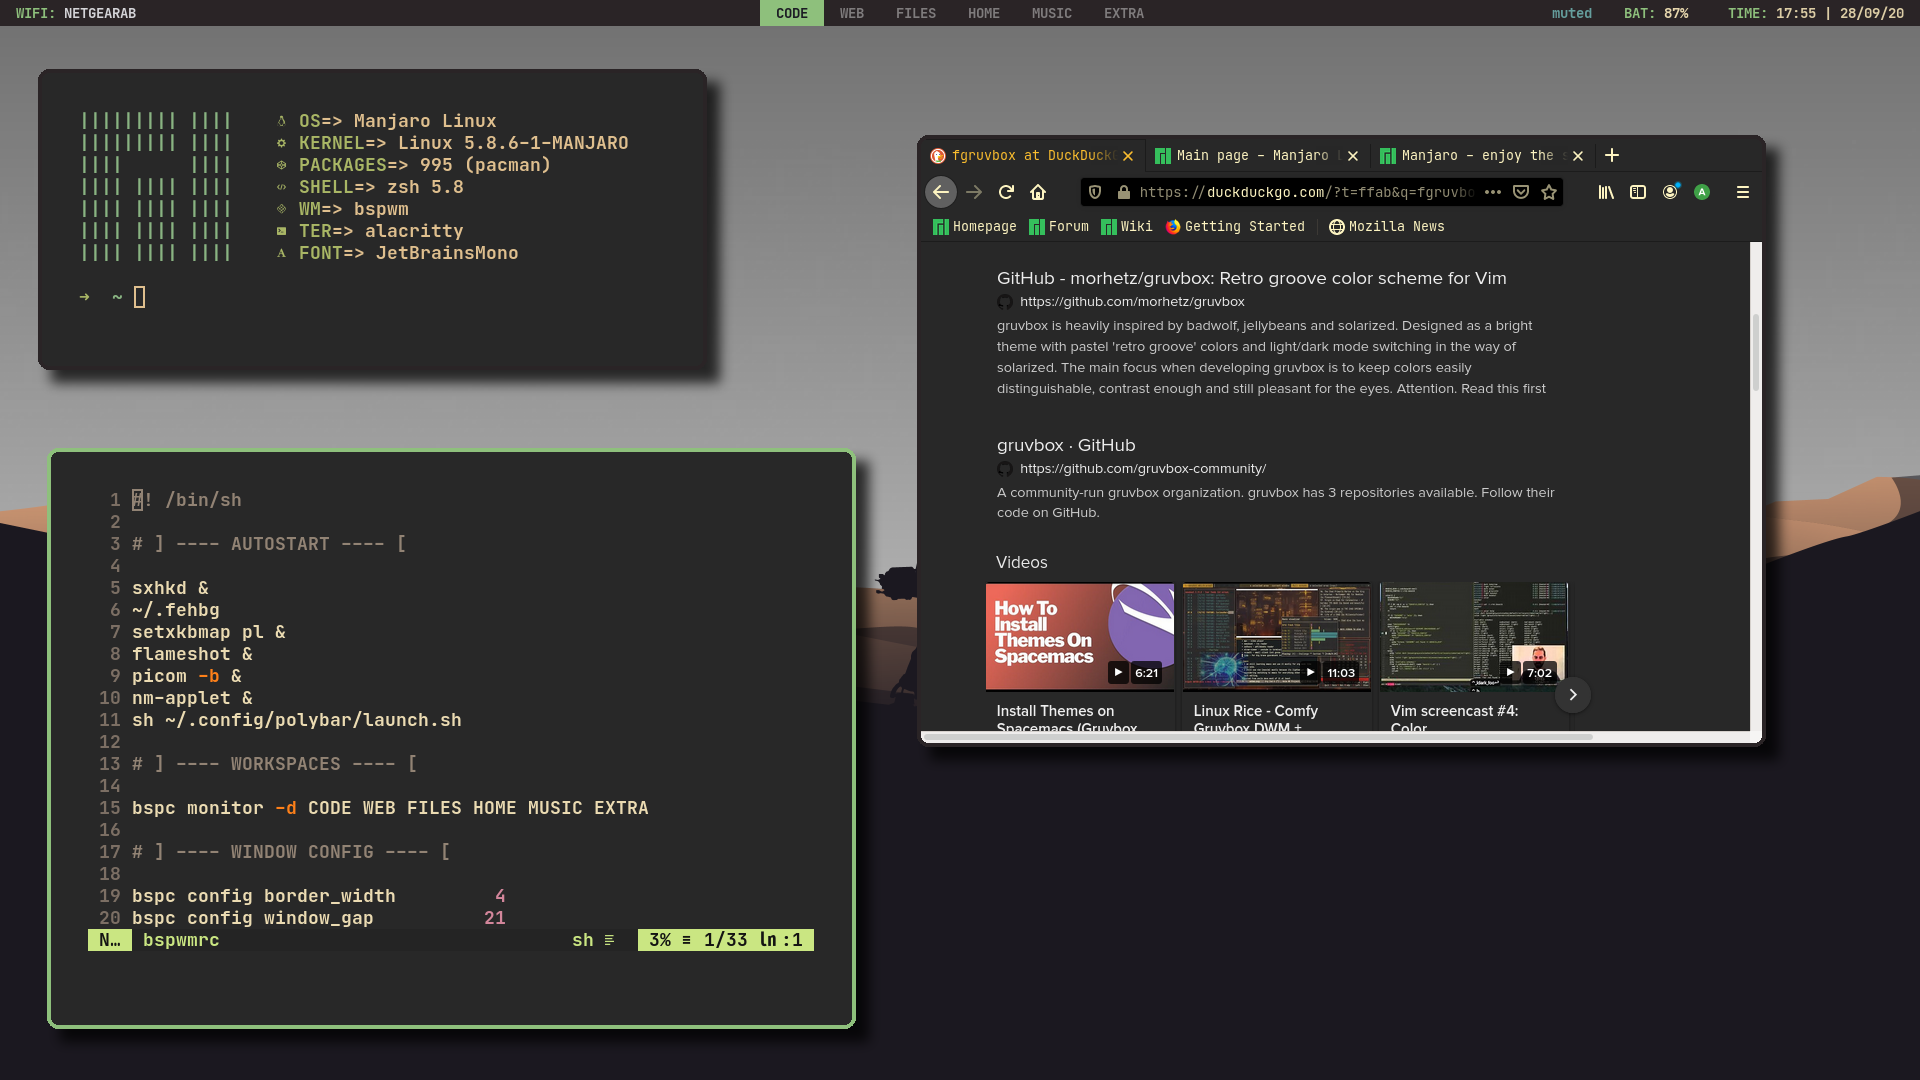 WIFI: NETGEARAB
CODE WEB FILES HOME MUSIC EXTRA
muted BAT: 87% TIME: 17:55 | 28/09/20
OS=> Manjaro Linux
KERNEL=> Linux 5.8.6-1-MANJARO
PACKAGES=> 995 (pacman)
SHELL=> zsh 5.8
WM=> bspwm
TER=> alacritty
FONT=> JetBrainsMono
➜ ~
1 #! /bin/sh
2
3 # ] ---- AUTOSTART ---- [
4
5 sxhkd &
6 ~/.fehbg
7 setxkbmap pl &
8 flameshot &
9 picom -b &
10 nm-applet &
11 sh ~/.config/polybar/launch.sh
12
13 # ] ---- WORKSPACES ---- [
14
15 bspc monitor -d CODE WEB FILES HOME MUSIC EXTRA
16
17 # ] ---- WINDOW CONFIG ---- [
18
19 bspc config border_width 4
20 bspc config window_gap 21
N… bspwmrc sh 3% 1/33 ln :1
fgruvbox at DuckDuck Main page – Manjaro Manjaro – enjoy the
https://duckduckgo.com/?t=ffab&q=fgruvbo
A
Homepage Forum Wiki Getting Started Mozilla News
GitHub - morhetz/gruvbox: Retro groove color scheme for Vim
https://github.com/morhetz/gruvbox
gruvbox is heavily inspired by badwolf, jellybeans and solarized. Designed as a bright
theme with pastel 'retro groove' colors and light/dark mode switching in the way of
solarized. The main focus when developing gruvbox is to keep colors easily
distinguishable, contrast enough and still pleasant for the eyes. Attention. Read this first
gruvbox · GitHub
https://github.com/gruvbox-community/
A community-run gruvbox organization. gruvbox has 3 repositories available. Follow their
code on GitHub.
Videos
How To
Install
Themes On
Spacemacs
6:21
11:03
7:02
Install Themes on
Spacemacs (Gruvbox
Linux Rice - Comfy
Gruvbox DWM +
Vim screencast #4:
Color